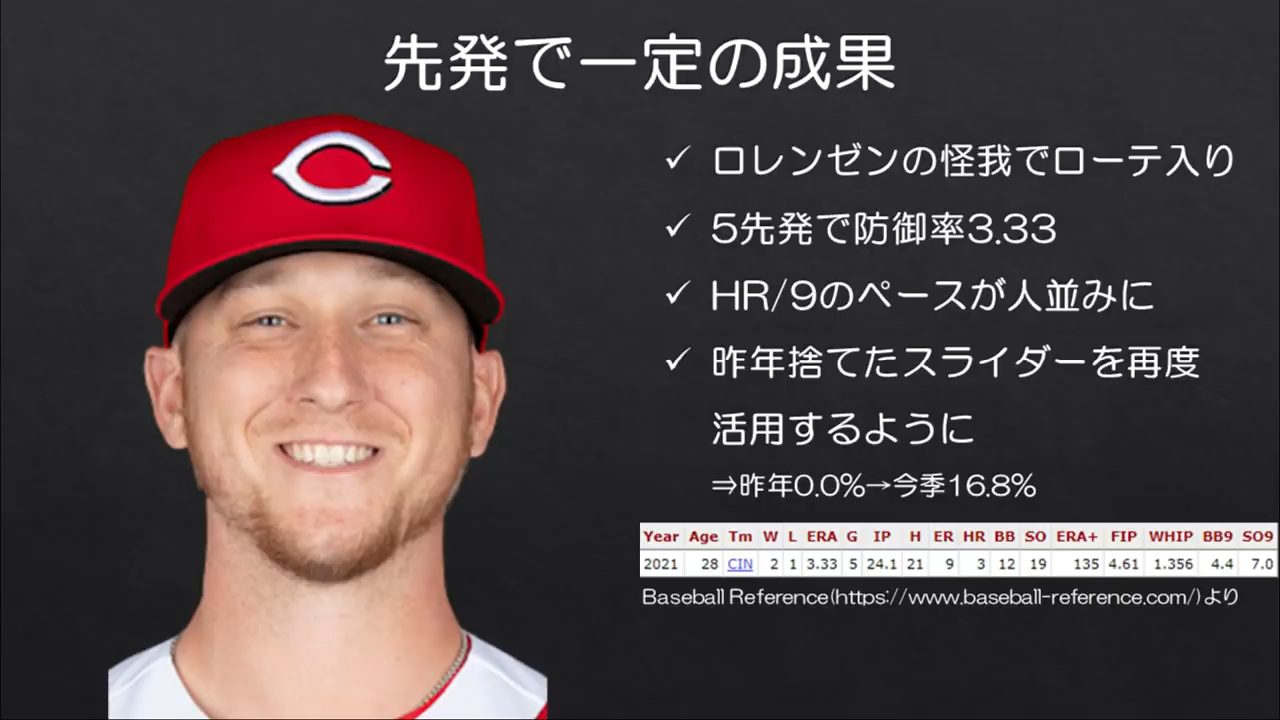 先発で一定の成果
✓ ロレンゼンの怪我でローテ入り
✓ 5先発で防御率3.33
✓ HR/9のペースが人並みに
✓ 昨年捨てたスライダーを再度
活用するように
⇒昨年0.0%→今季16.8%
Year Age Tm W L ERA G IP H ER HR BB SO ERA+ FIP WHIP BB9 SO9
2021 28 CIN 2 1 3.33 5 24.1 21 9 3 12 19 135 4.61 1.356 4.4 7.0
Baseball Reference(https://www.baseball-reference.com/)より